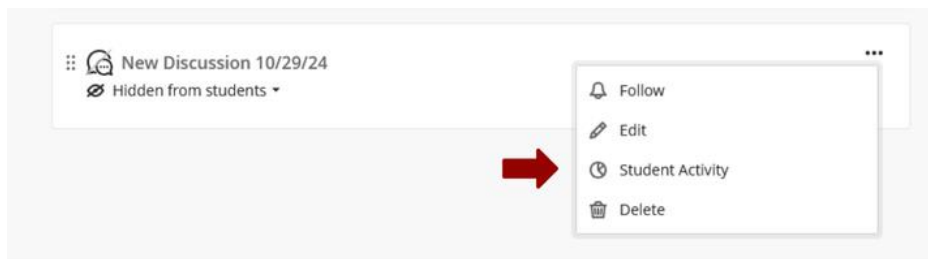 New Discussion 10/29/24
Hidden from students
Follow
Edit
Student Activity
Delete